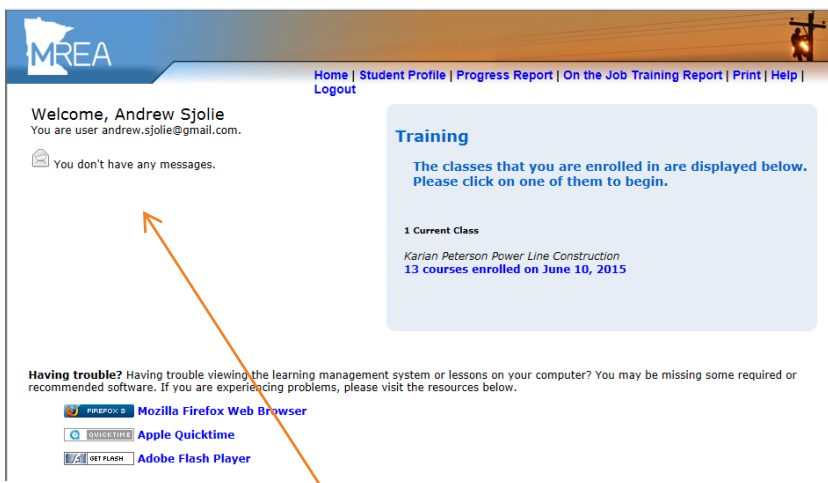 MREA
Home | Student Profile | Progress Report | On the Job Training Report | Print | Help |
Logout
Welcome, Andrew Sjolie
You are user andrew.sjolie@gmail.com.
You don't have any messages.
Training
The classes that you are enrolled in are displayed below.
Please click on one of them to begin.
1 Current Class
Karian Peterson Power Line Construction
13 courses enrolled on June 10, 2015
Having trouble? Having trouble viewing the learning management system or lessons on your computer? You may be missing some required or
recommended software. If you are experiencing problems, please visit the resources below.
FIREFOX 3 Mozilla Firefox Web Browser
QUICKTIME Apple Quicktime
GET FLASH Adobe Flash Player